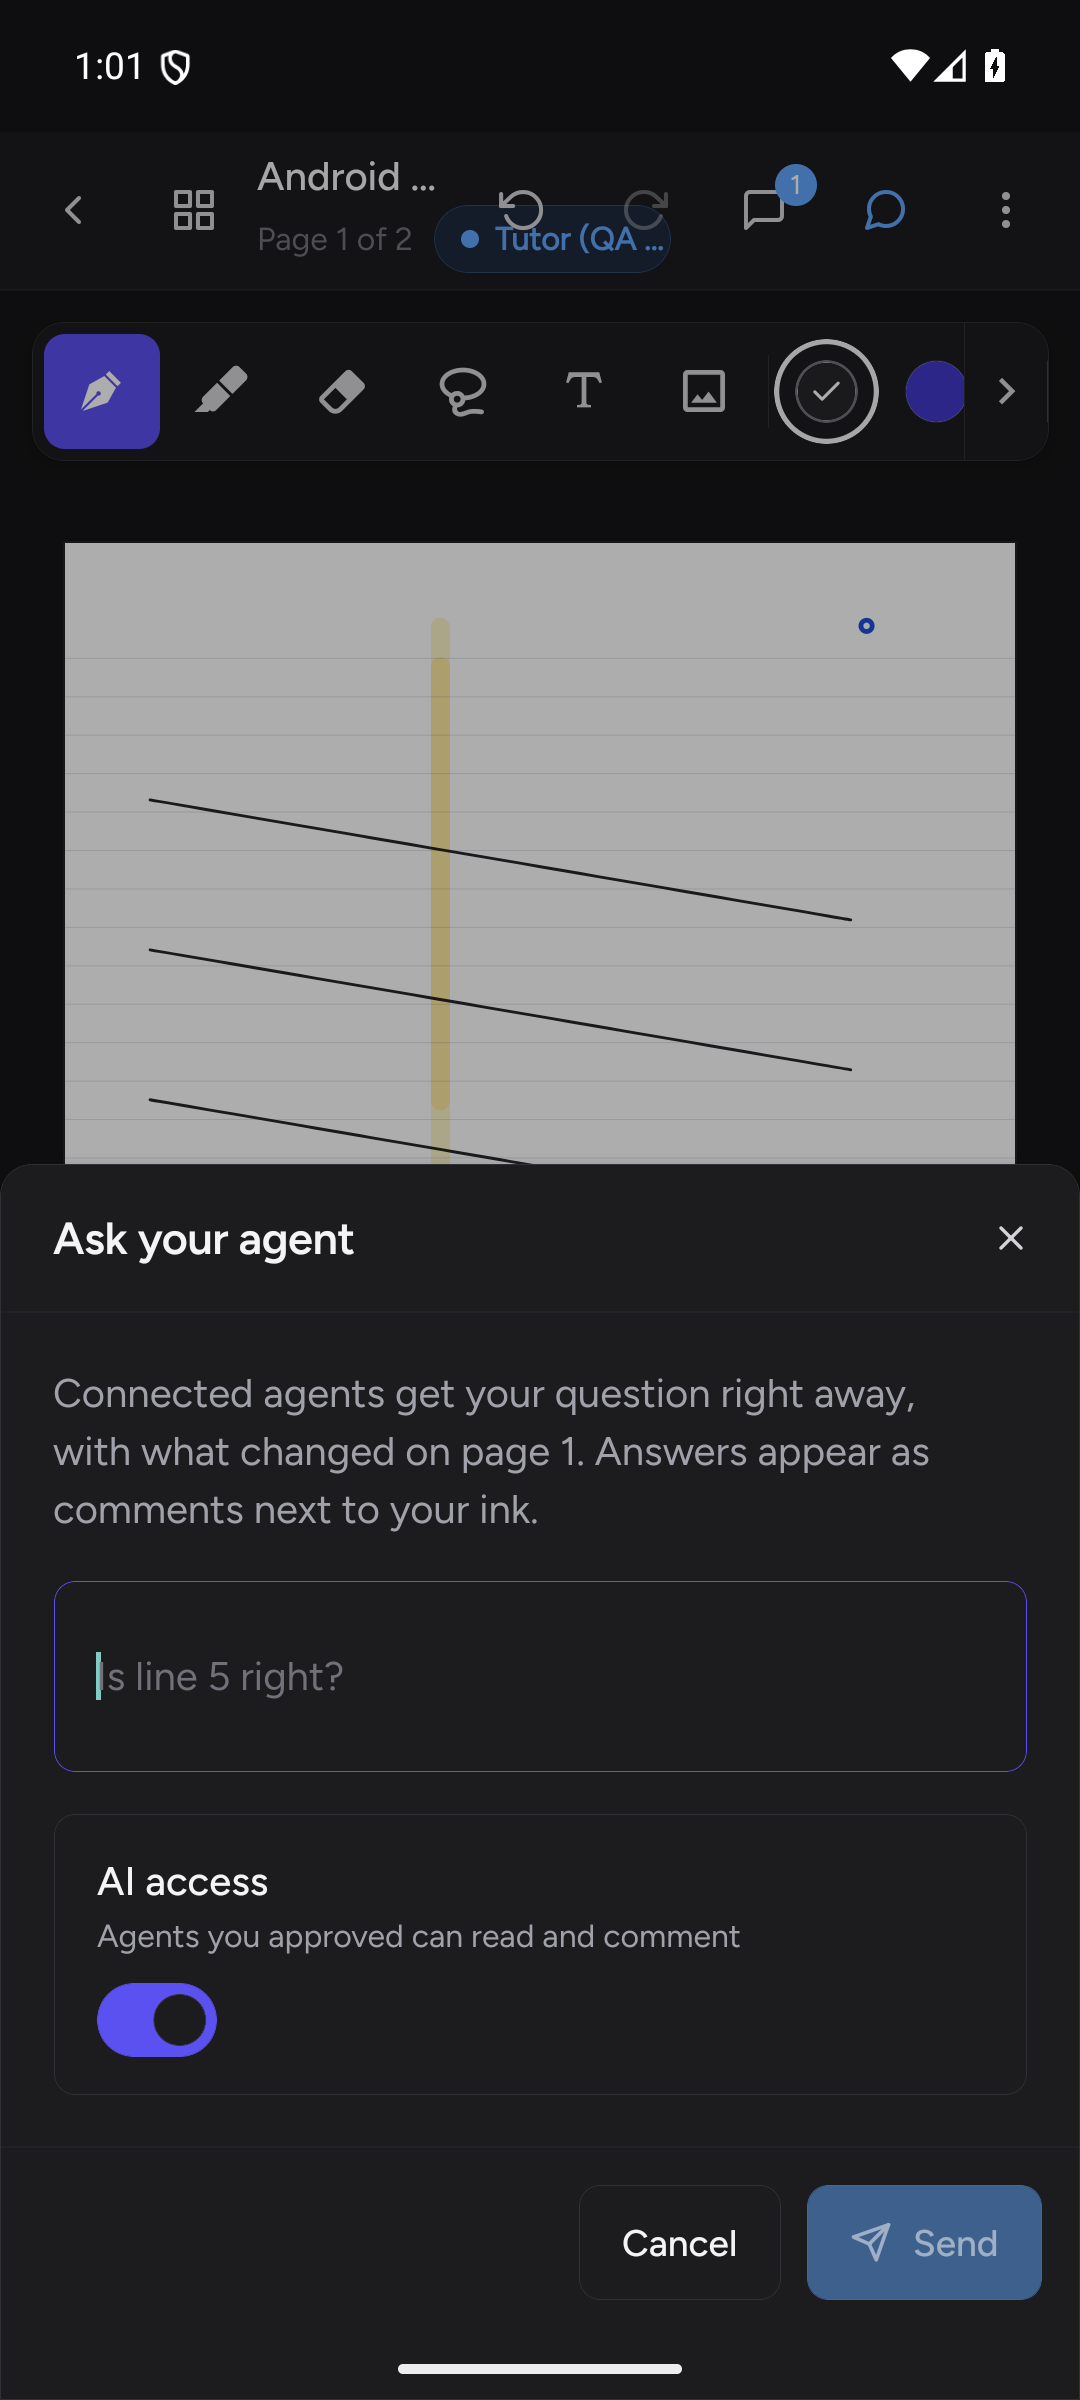 1:01
Android ...
1
Page 1 of 2
Tutor (QA ...
T
Ask your agent
Connected agents get your question right away,
with what changed on page 1. Answers appear as
comments next to your ink.
Is line 5 right?
AI access
Agents you approved can read and comment
Cancel
Send